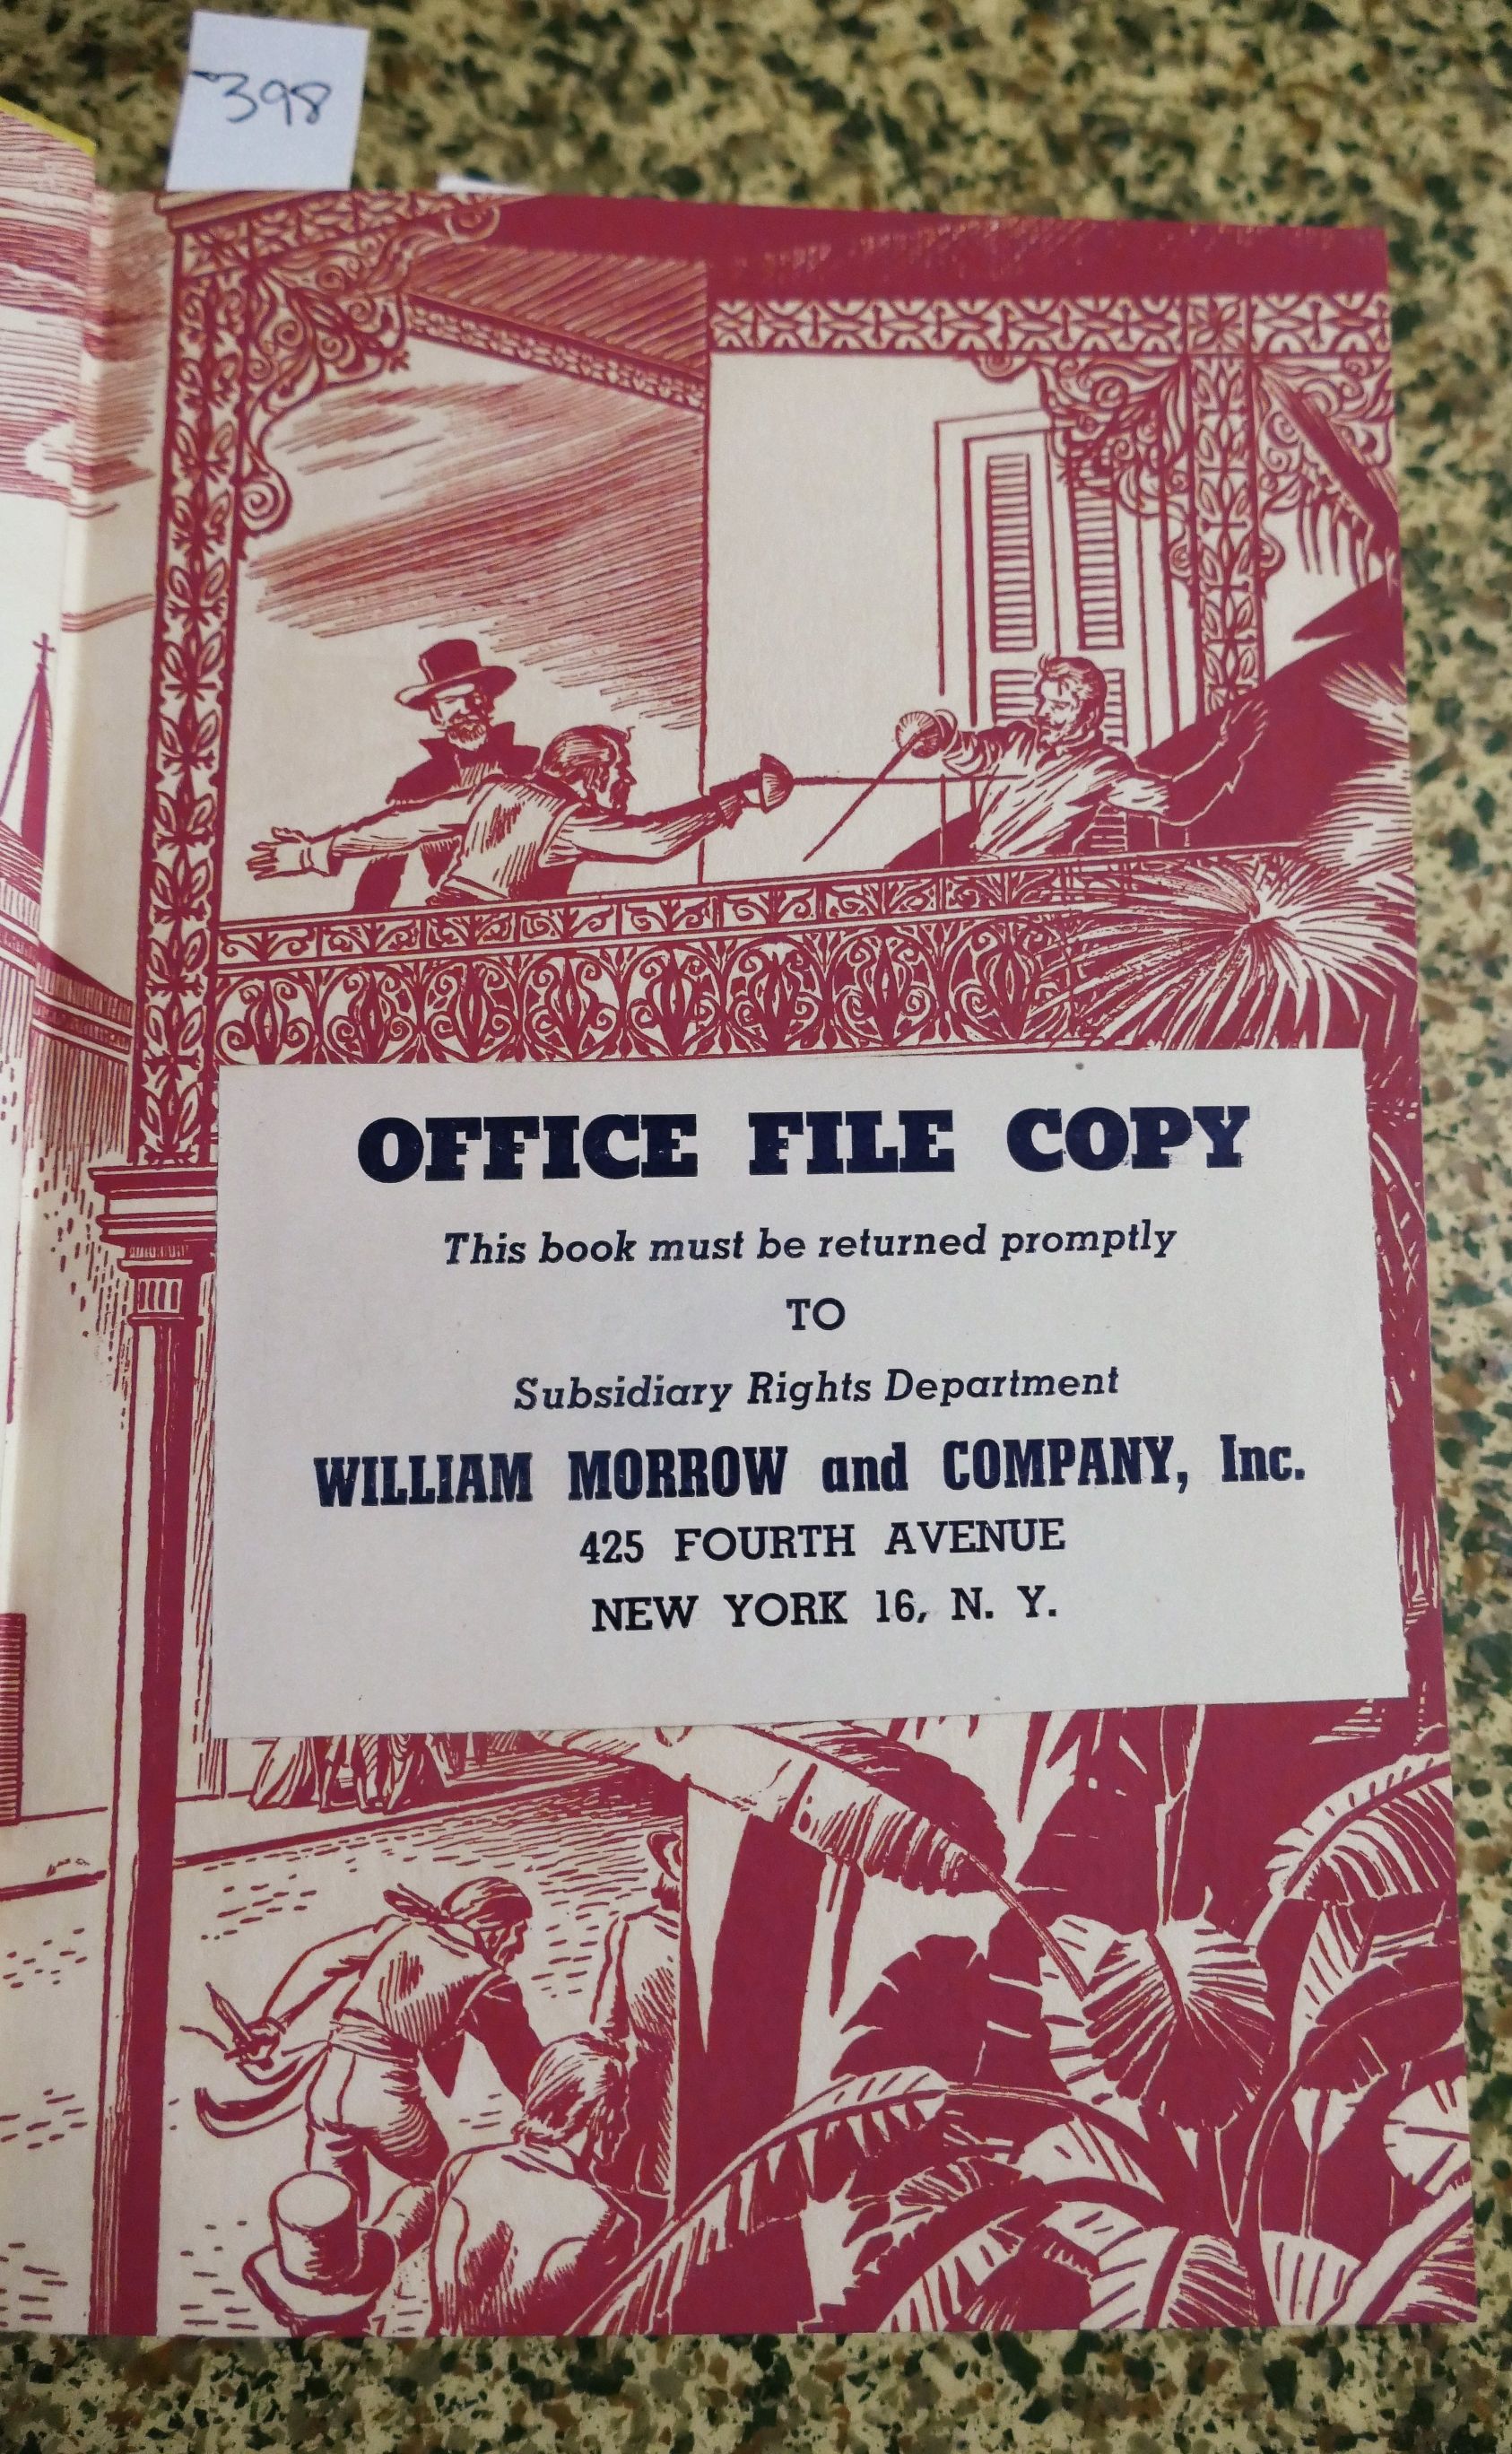 398
OFFICE FILE COPY
This book must be returned promptly
TO
Subsidiary Rights Department
WILLIAM MORROW and COMPANY, Inc.
425 FOURTH AVENUE
NEW YORK 16, N. Y.